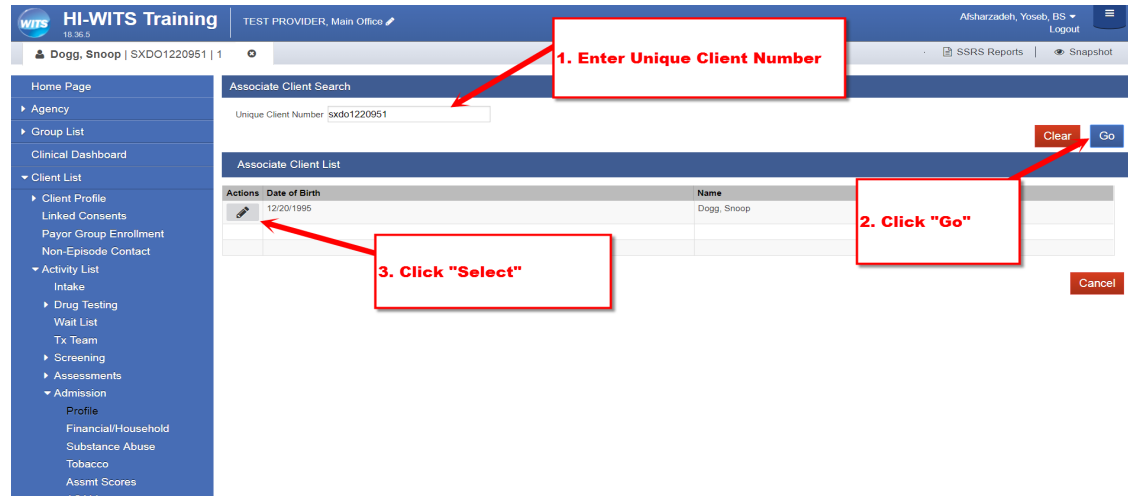 WITS HI-WITS Training
18.36.5
TEST PROVIDER, Main Office
Afsharzadeh, Yoseb, BS
Logout
Dogg, Snoop | SXDO1220951 | 1
SSRS Reports | Snapshot
1. Enter Unique Client Number
Home Page
Agency
Group List
Clinical Dashboard
Client List
Client Profile
Linked Consents
Payor Group Enrollment
Non-Episode Contact
Activity List
Intake
Drug Testing
Wait List
Tx Team
Screening
Assessments
Admission
Profile
Financial/Household
Substance Abuse
Tobacco
Assmt Scores
Associate Client Search
Unique Client Number sxdo1220951
Clear Go
Associate Client List
Actions Date of Birth Name
12/20/1995 Dogg, Snoop
2. Click "Go"
3. Click "Select"
Cancel